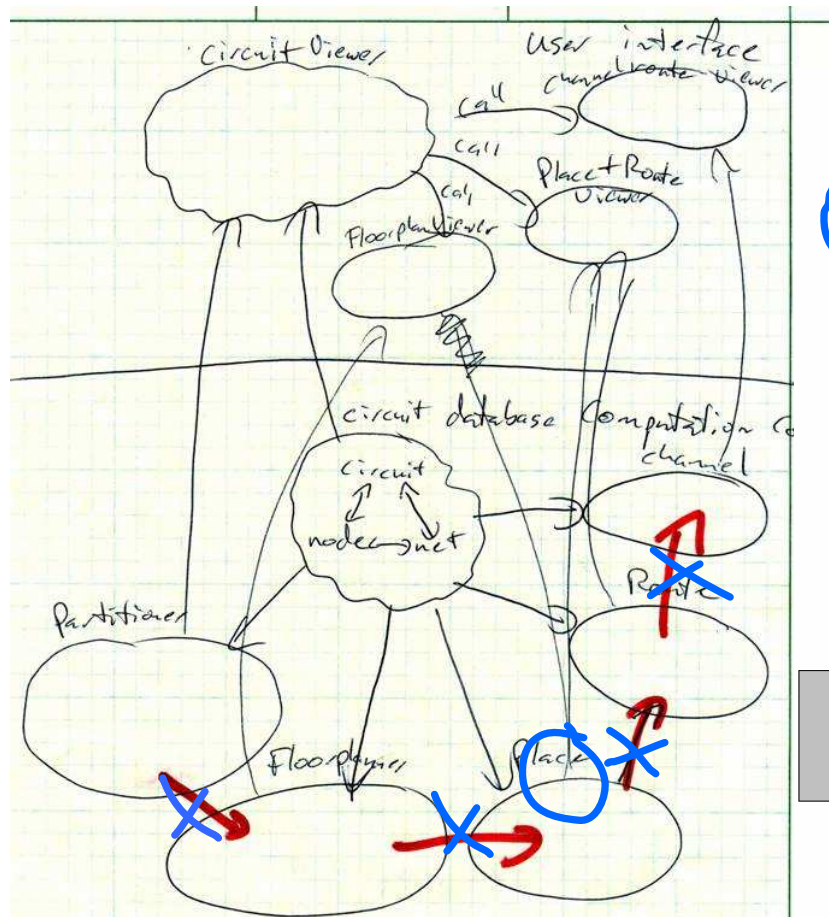 Circuit Viewer
User interface
channel route viewer
call
call
call
Place + Route
Viewer
Floorplan Viewer
circuit database
Computation Co
channel
circuit
node net
Route
Partitioner
Floorplanner
Place